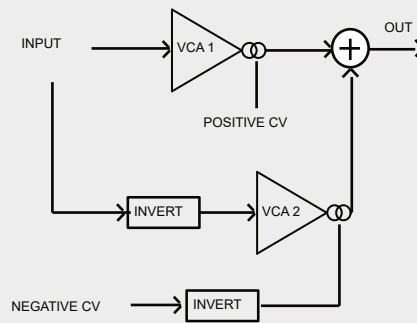 OUT
INPUT
VCA 1
+
POSITIVE CV
INVERT
VCA 2
NEGATIVE CV
INVERT